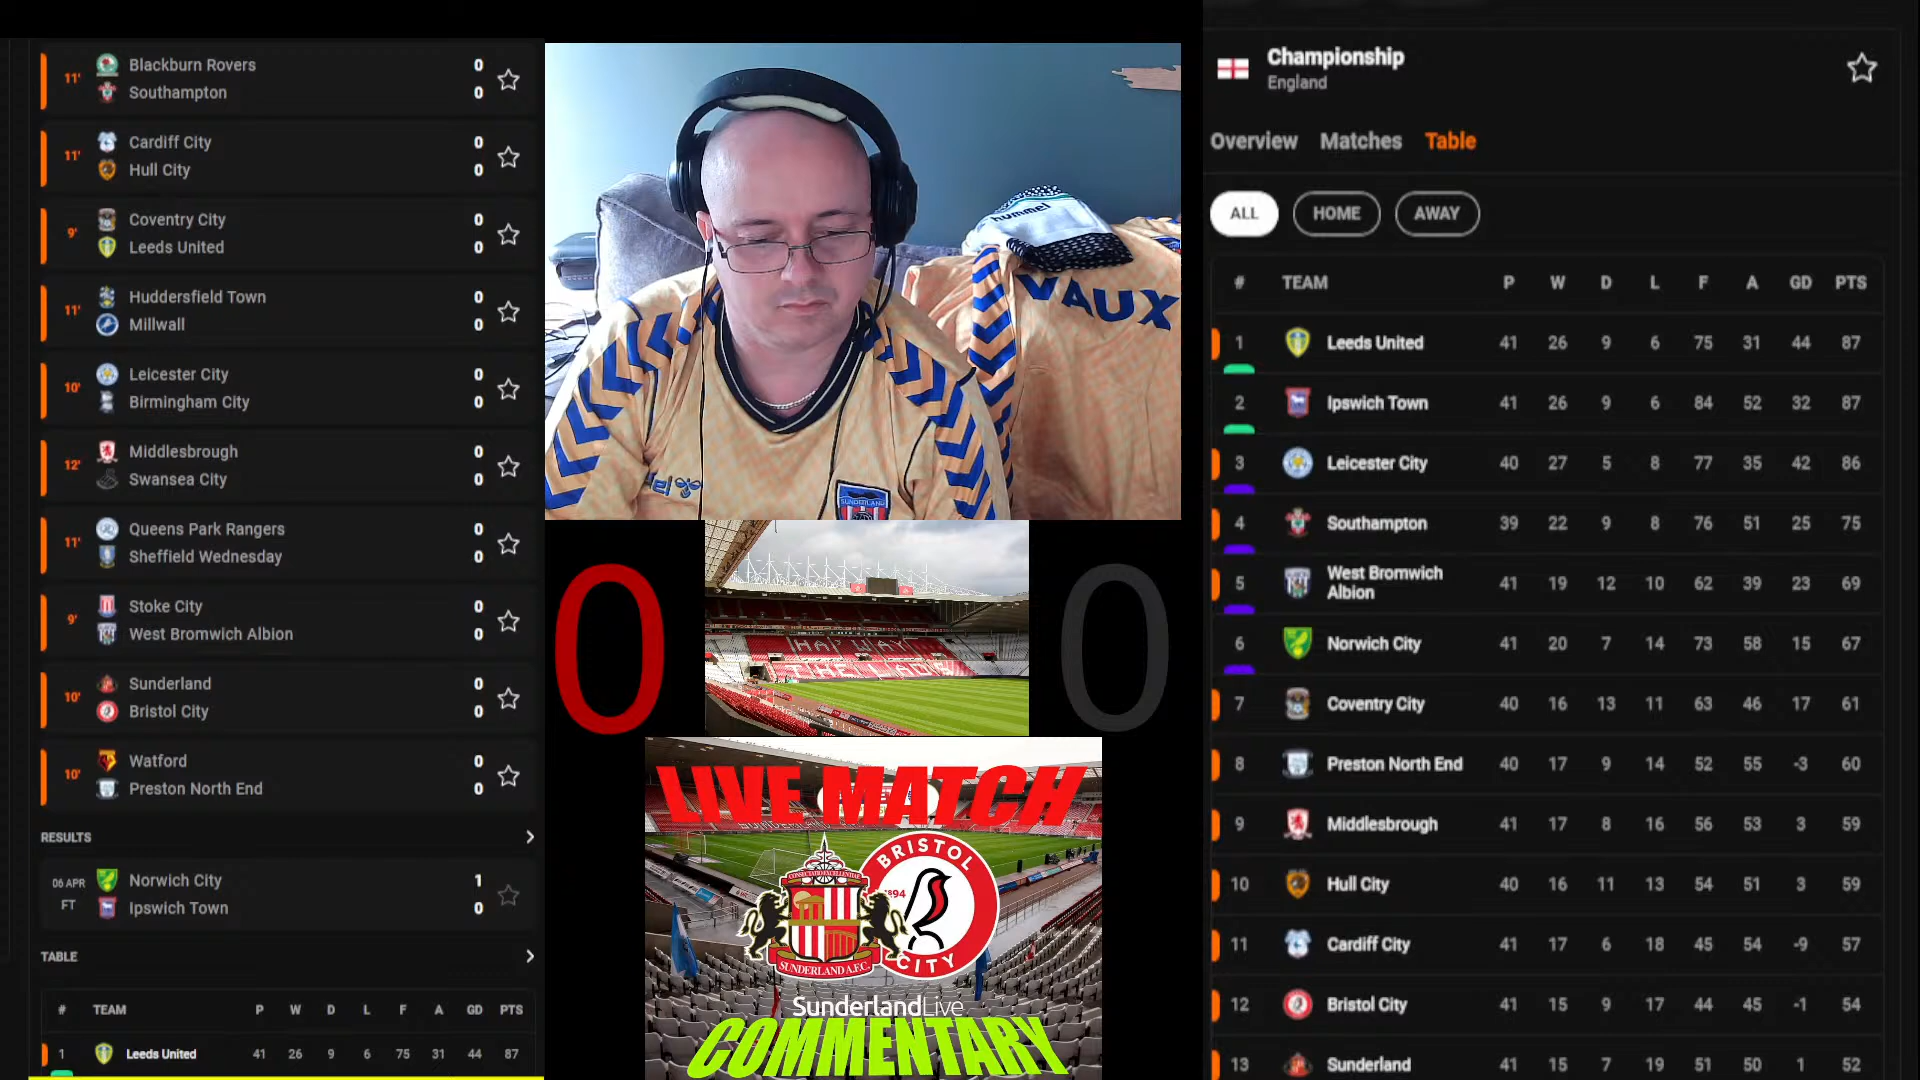 11'
Blackburn Rovers 0
Southampton 0
11'
Cardiff City 0
Hull City 0
9'
Coventry City 0
Leeds United 0
11'
Huddersfield Town 0
Millwall 0
10'
Leicester City 0
Birmingham City 0
12'
Middlesbrough 0
Swansea City 0
11'
Queens Park Rangers 0
Sheffield Wednesday 0
9'
Stoke City 0
West Bromwich Albion 0
10'
Sunderland 0
Bristol City 0
10'
Watford 0
Preston North End 0
RESULTS
06 APR
FT
Norwich City 1
Ipswich Town 0
TABLE
# TEAM P W D L F A GD PTS
1 Leeds United 41 26 9 6 75 31 44 87
hummel
VAUX
SUNDERLAND
0 0
HA'WAY
THE LADS
LIVE MATCH
SUNDERLAND
CONSECTATIO EXCELLENTIAE
SUNDERLAND A.F.C.
BRISTOL
1894
CITY
SunderlandLive
COMMENTARY
Championship
England
Overview Matches Table
ALL HOME AWAY
# TEAM P W D L F A GD PTS
1 Leeds United 41 26 9 6 75 31 44 87
2 Ipswich Town 41 26 9 6 84 52 32 87
3 Leicester City 40 27 5 8 77 35 42 86
4 Southampton 39 22 9 8 76 51 25 75
5 West Bromwich Albion 41 19 12 10 62 39 23 69
6 Norwich City 41 20 7 14 73 58 15 67
7 Coventry City 40 16 13 11 63 46 17 61
8 Preston North End 40 17 9 14 52 55 -3 60
9 Middlesbrough 41 17 8 16 56 53 3 59
10 Hull City 40 16 11 13 54 51 3 59
11 Cardiff City 41 17 6 18 45 54 -9 57
12 Bristol City 41 15 9 17 44 45 -1 54
13 Sunderland 41 15 7 19 51 50 1 52